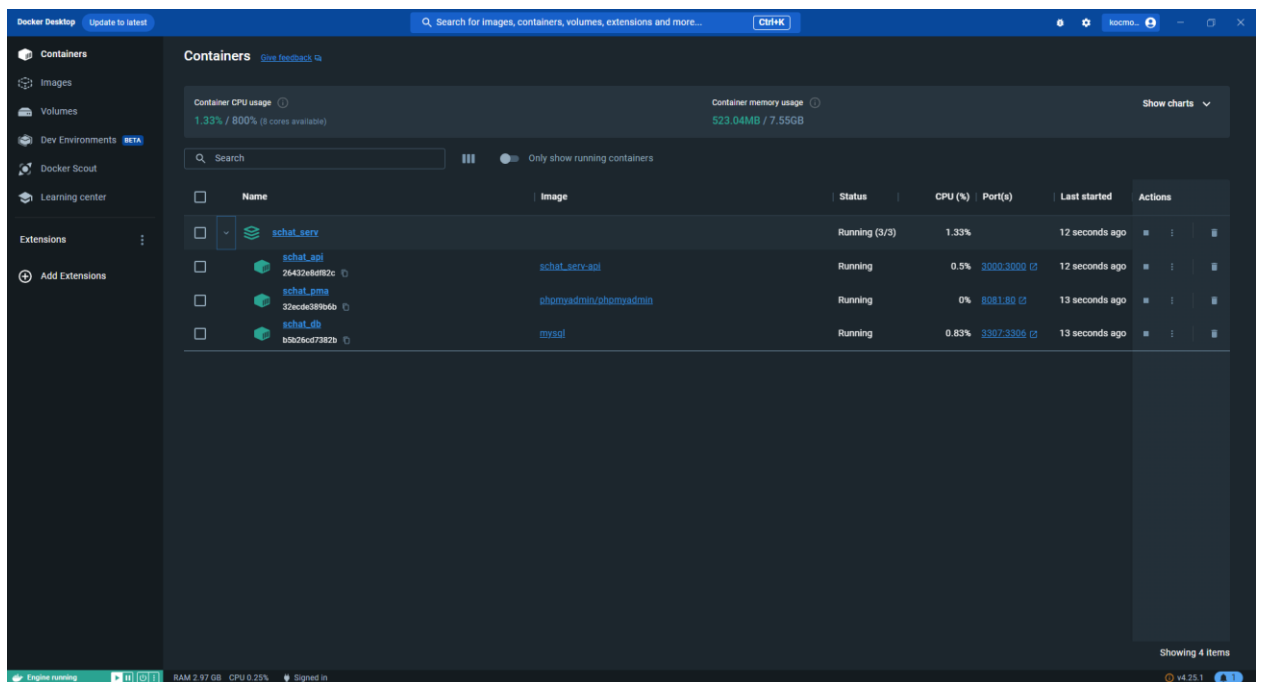 Docker Desktop Update to latest Search for images, containers, volumes, extensions and more... Ctrl+K kocmo...
Containers
Images
Volumes
Dev Environments BETA
Docker Scout
Learning center
Extensions
Add Extensions
Containers Give feedback
Container CPU usage
1.33% / 800% (8 cores available)
Container memory usage
523.04MB / 7.55GB
Show charts
Search Only show running containers
Name Image Status CPU (%) Port(s) Last started Actions
schat_serv Running (3/3) 1.33% 12 seconds ago
schat_api
26432e8df82c schat_serv-api Running 0.5% 3000:3000 12 seconds ago
schat_pma
32ecde389b6b phpmyadmin/phpmyadmin Running 0% 8081:80 13 seconds ago
schat_db
b5b26cd7382b mysql Running 0.83% 3307:3306 13 seconds ago
Showing 4 items
Engine running RAM 2.97 GB CPU 0.25% Signed in v4.25.1 1